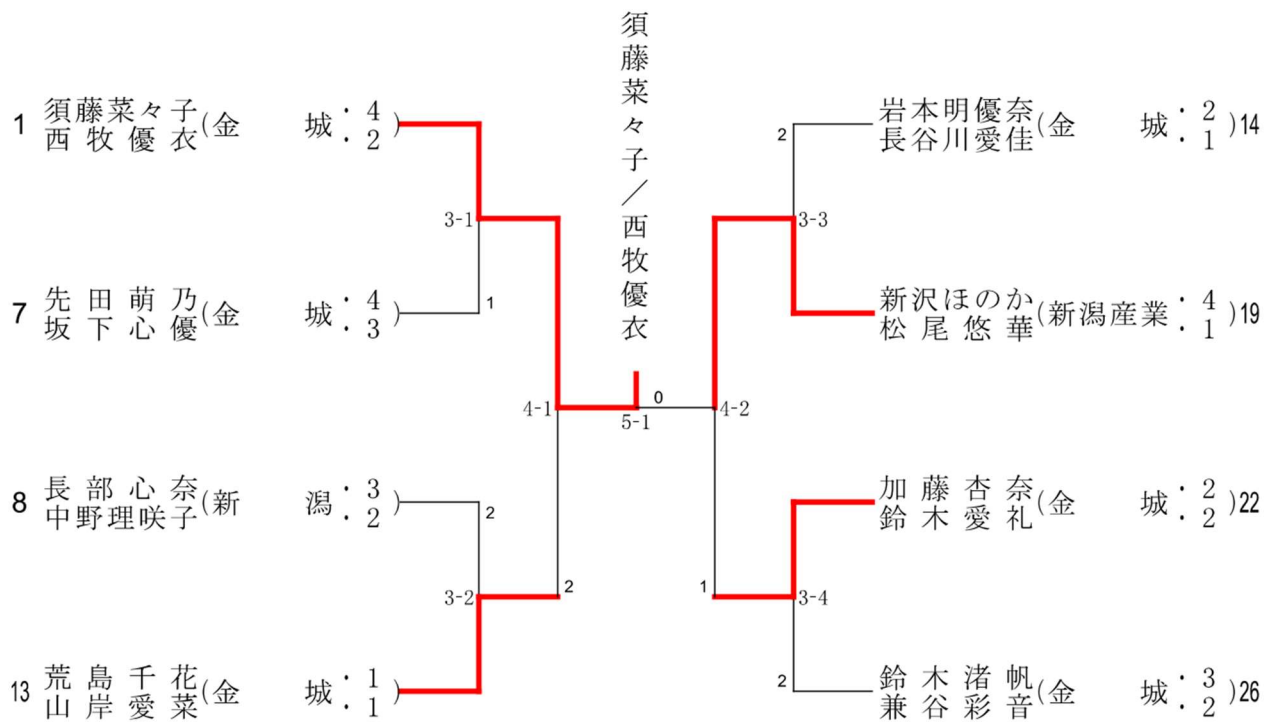 須藤菜々子／西牧優衣
1 須藤菜々子 (金 城・4)
西牧優衣 ・2
3-1
7 先田萌乃 (金 城・4)
坂下心優 ・3
1
4-1
8 長部心奈 (新 潟・3)
中野理咲子 ・2
2
3-2
13 荒島千花 (金 城・1)
山岸愛菜 ・1
2
5-1
0
岩本明優奈 (金 城・2) 14
長谷川愛佳 ・1
2
3-3
新沢ほのか (新潟産業・4) 19
松尾悠華 ・1
4-2
加藤杏奈 (金 城・2) 22
鈴木愛礼 ・2
1
3-4
鈴木渚帆 (金 城・3) 26
兼谷彩音 ・2
2